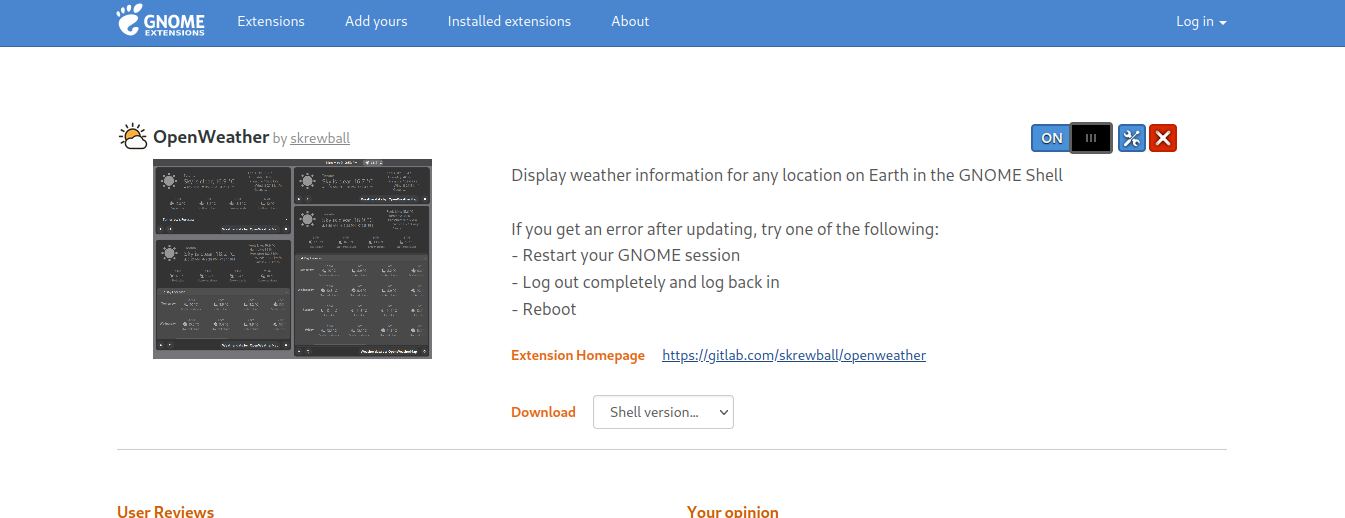 GNOME
EXTENSIONS
Extensions
Add yours
Installed extensions
About
Log in
OpenWeather by skrewball
ON
Display weather information for any location on Earth in the GNOME Shell
If you get an error after updating, try one of the following:
- Restart your GNOME session
- Log out completely and log back in
- Reboot
Extension Homepage https://gitlab.com/skrewball/openweather
Download Shell version...
User Reviews
Your opinion